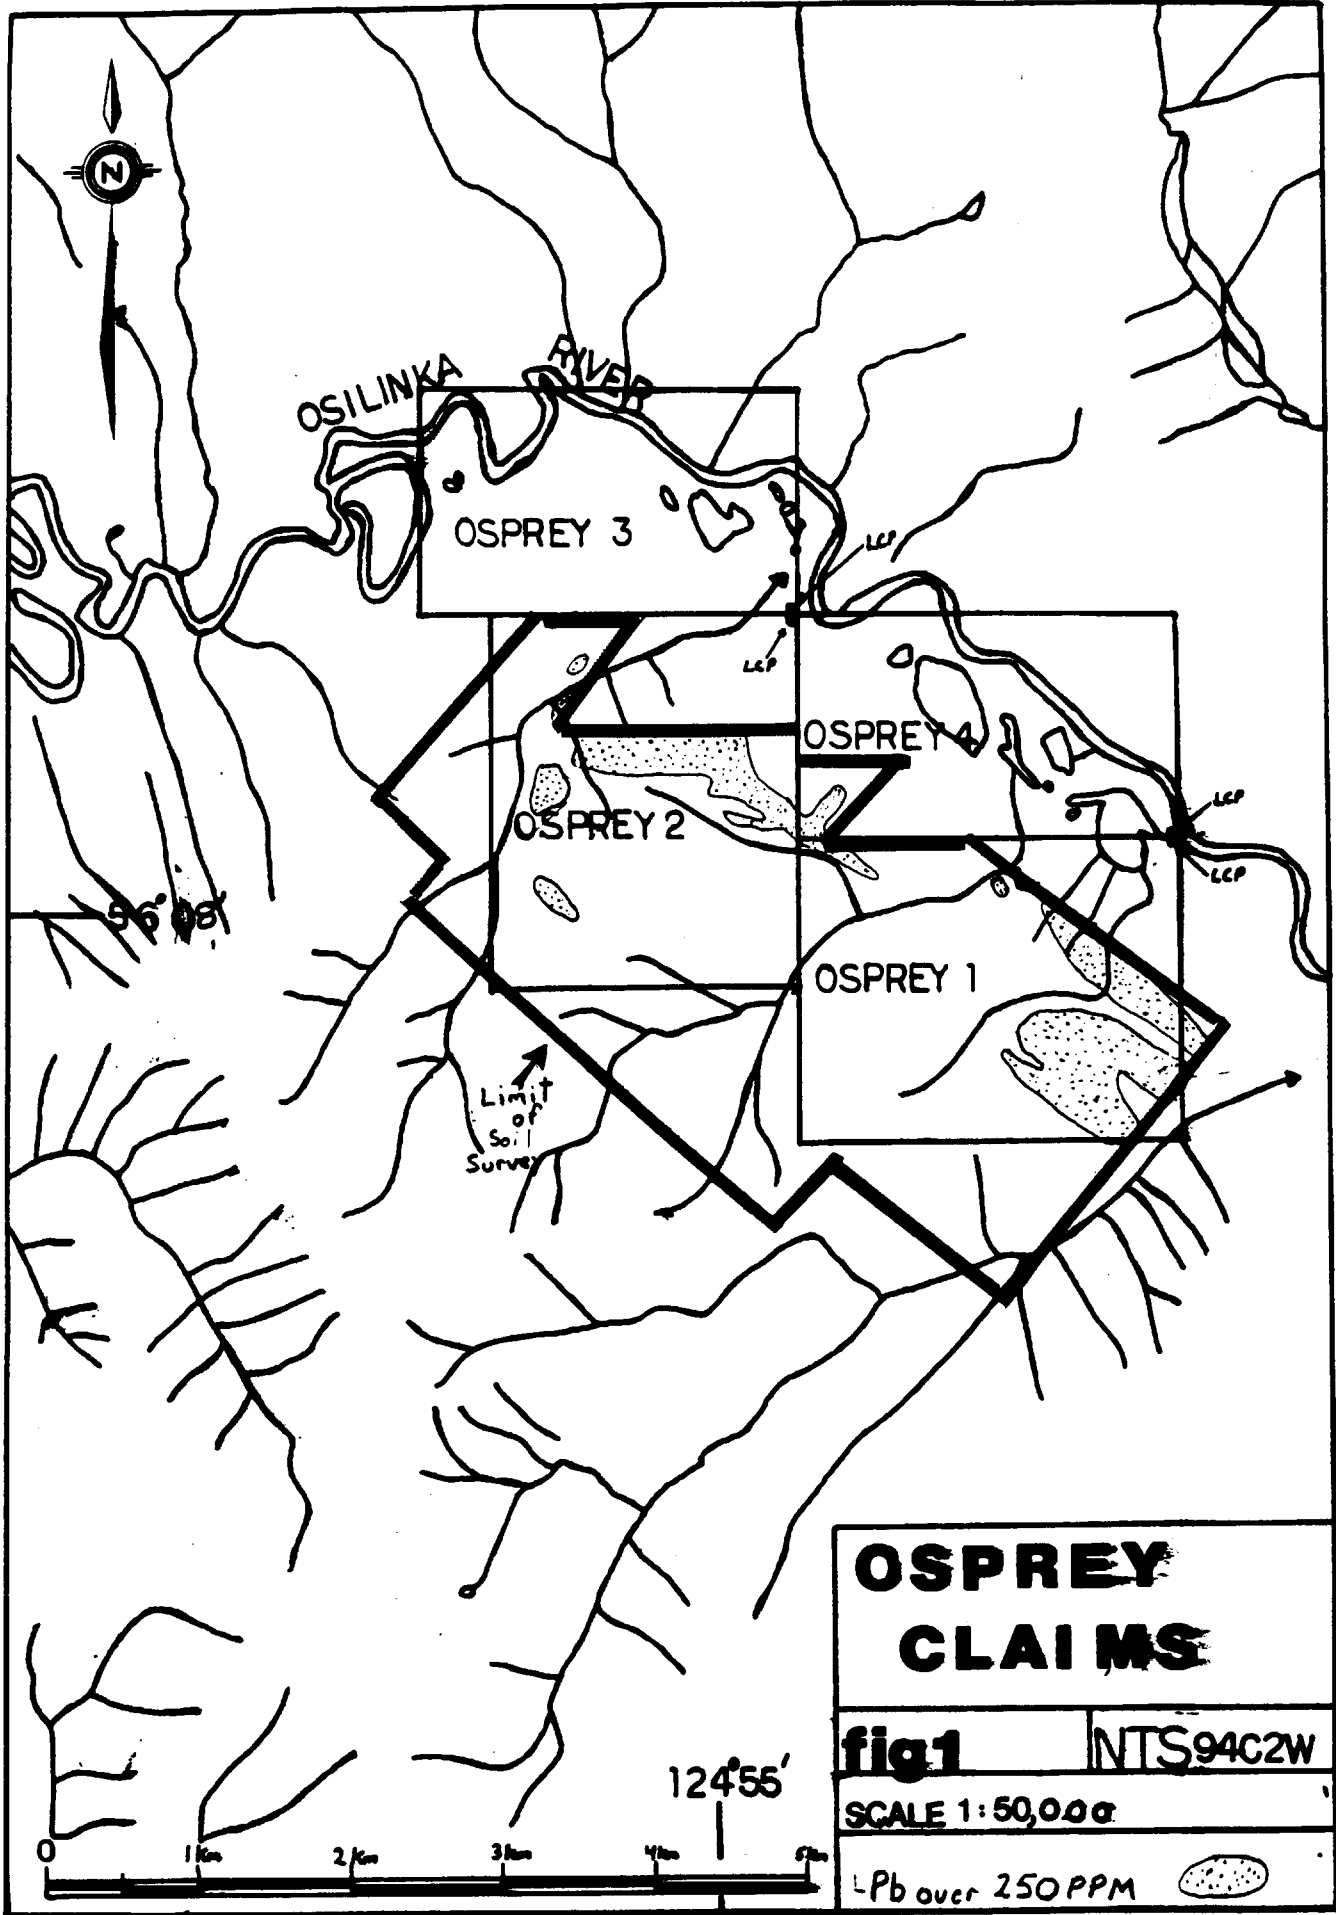 N
OSILINKA RIVER
OSPREY 3
LCP
LCP
OSPREY 4
OSPREY 2
LCP
LCP
56°08'
OSPREY 1
Limit
of
Soil
Survey
OSPREY
CLAIMS
fig1
NTS94C2W
124°55'
SCALE 1:50,000
0 1Km 2Km 3km 4km 5km
Pb over 250 PPM